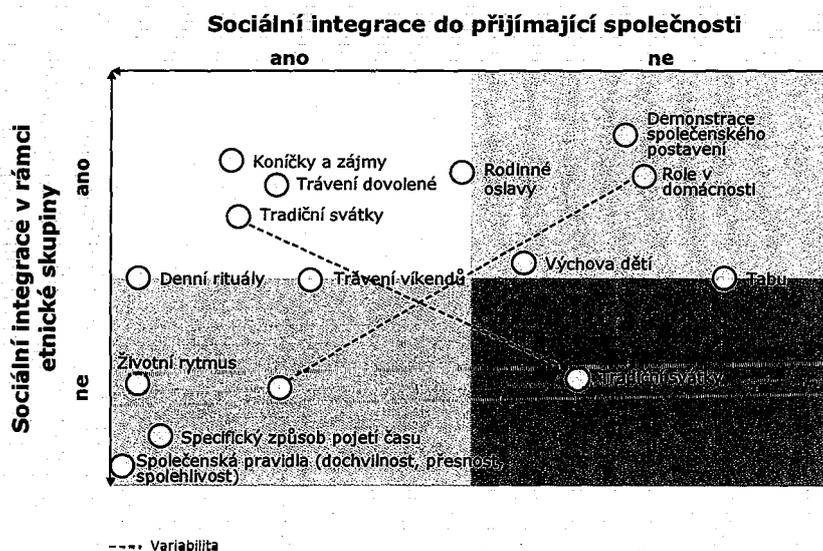 Sociální integrace do přijímající společnosti
ano
ne
Sociální integrace v rámci
etnické skupiny
ano
ne
Demonstrace
společenského
postavení
Koníčky a zájmy
Trávení dovolené
Rodinné
oslavy
Role v
domácnosti
Tradiční svátky
Výchova dětí
Denní rituály
Trávení víkendů
Tabu
Životní rytmus
Tradiční svátky
Specifický způsob pojetí času
Společenská pravidla (dochvilnost, přesnost,
spolehlivost)
Variabilita